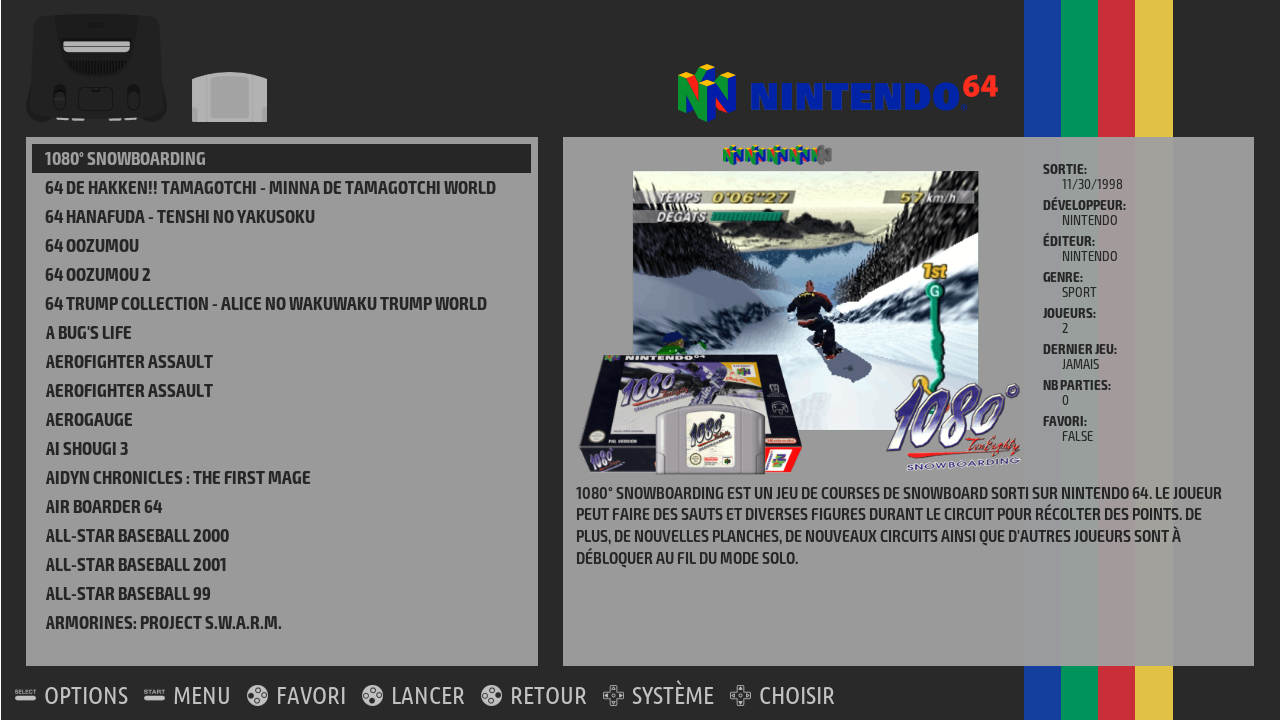 NINTENDO64
1080° SNOWBOARDING
64 DE HAKKEN!! TAMAGOTCHI - MINNA DE TAMAGOTCHI WORLD
64 HANAFUDA - TENSHI NO YAKUSOKU
64 OOZUMOU
64 OOZUMOU 2
64 TRUMP COLLECTION - ALICE NO WAKUWAKU TRUMP WORLD
A BUG'S LIFE
AEROFIGHTER ASSAULT
AEROFIGHTER ASSAULT
AEROGAUGE
AI SHOUGI 3
AIDYN CHRONICLES : THE FIRST MAGE
AIR BOARDER 64
ALL-STAR BASEBALL 2000
ALL-STAR BASEBALL 2001
ALL-STAR BASEBALL 99
ARMORINES: PROJECT S.W.A.R.M.
TEMPS 0'06"27
57 km/h
DEGATS
1st
G
NINTENDO 64
1080°
PAL VERSION
1080°
1080°
Nintendo
1080°
TenEighty
SNOWBOARDING
SORTIE:
11/30/1998
DÉVELOPPEUR:
NINTENDO
ÉDITEUR:
NINTENDO
GENRE:
SPORT
JOUEURS:
2
DERNIER JEU:
JAMAIS
NB PARTIES:
0
FAVORI:
FALSE
1080° SNOWBOARDING EST UN JEU DE COURSES DE SNOWBOARD SORTI SUR NINTENDO 64. LE JOUEUR
PEUT FAIRE DES SAUTS ET DIVERSES FIGURES DURANT LE CIRCUIT POUR RÉCOLTER DES POINTS. DE
PLUS, DE NOUVELLES PLANCHES, DE NOUVEAUX CIRCUITS AINSI QUE D'AUTRES JOUEURS SONT À
DÉBLOQUER AU FIL DU MODE SOLO.
SELECT OPTIONS START MENU FAVORI LANCER RETOUR SYSTÈME CHOISIR